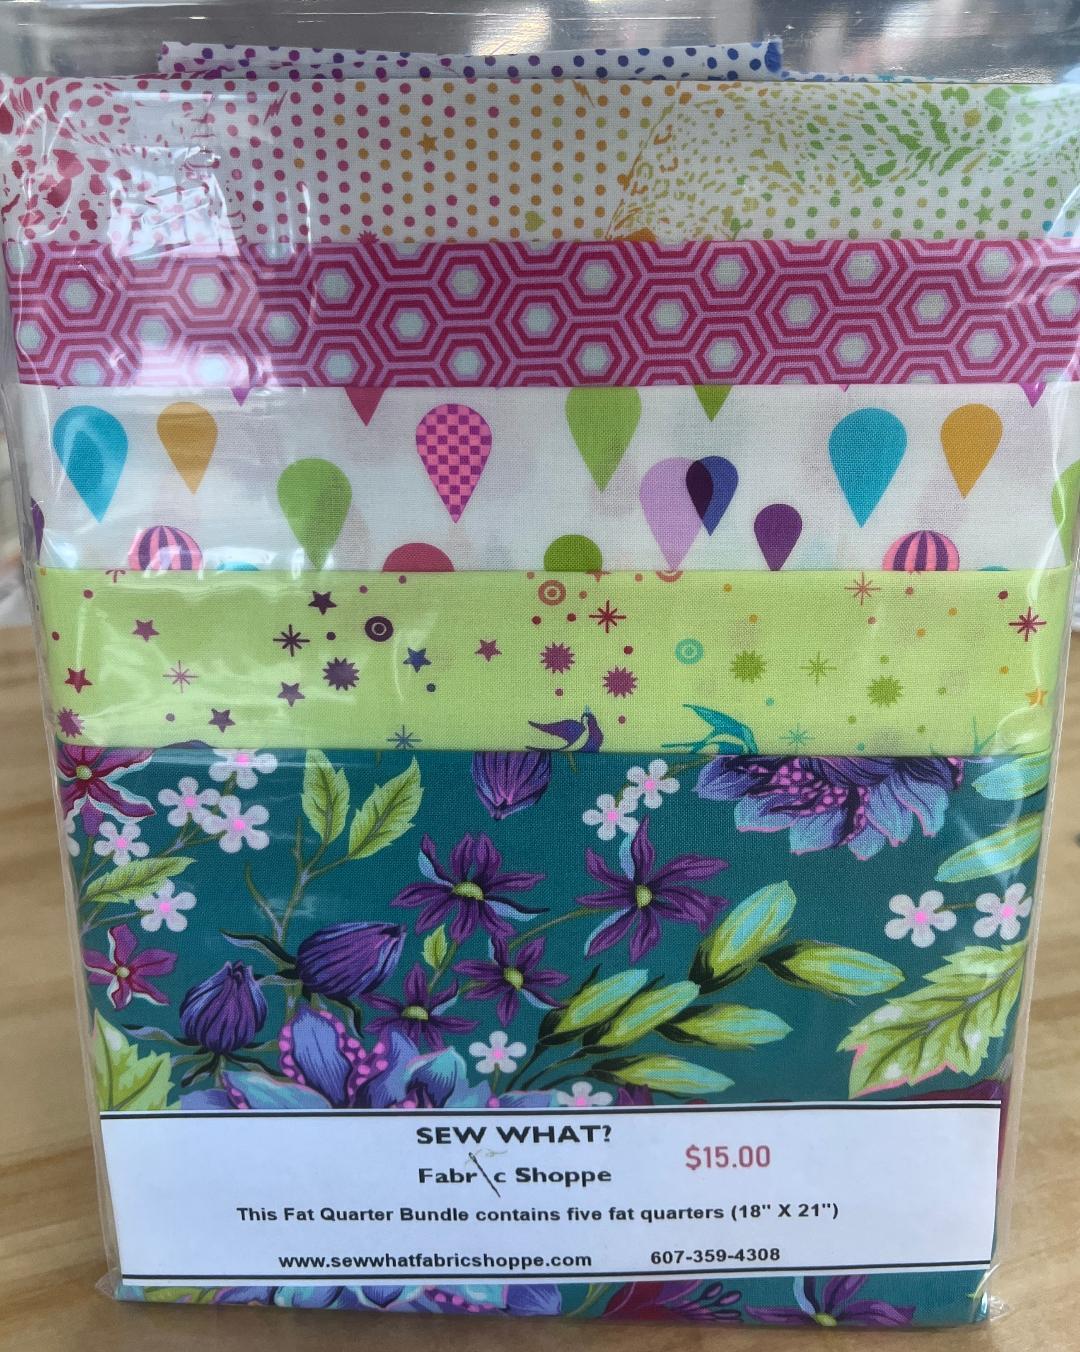 SEW WHAT?
Fabric Shoppe
$15.00
This Fat Quarter Bundle contains five fat quarters (18" X 21")
www.sewwhatfabricshoppe.com 607-359-4308